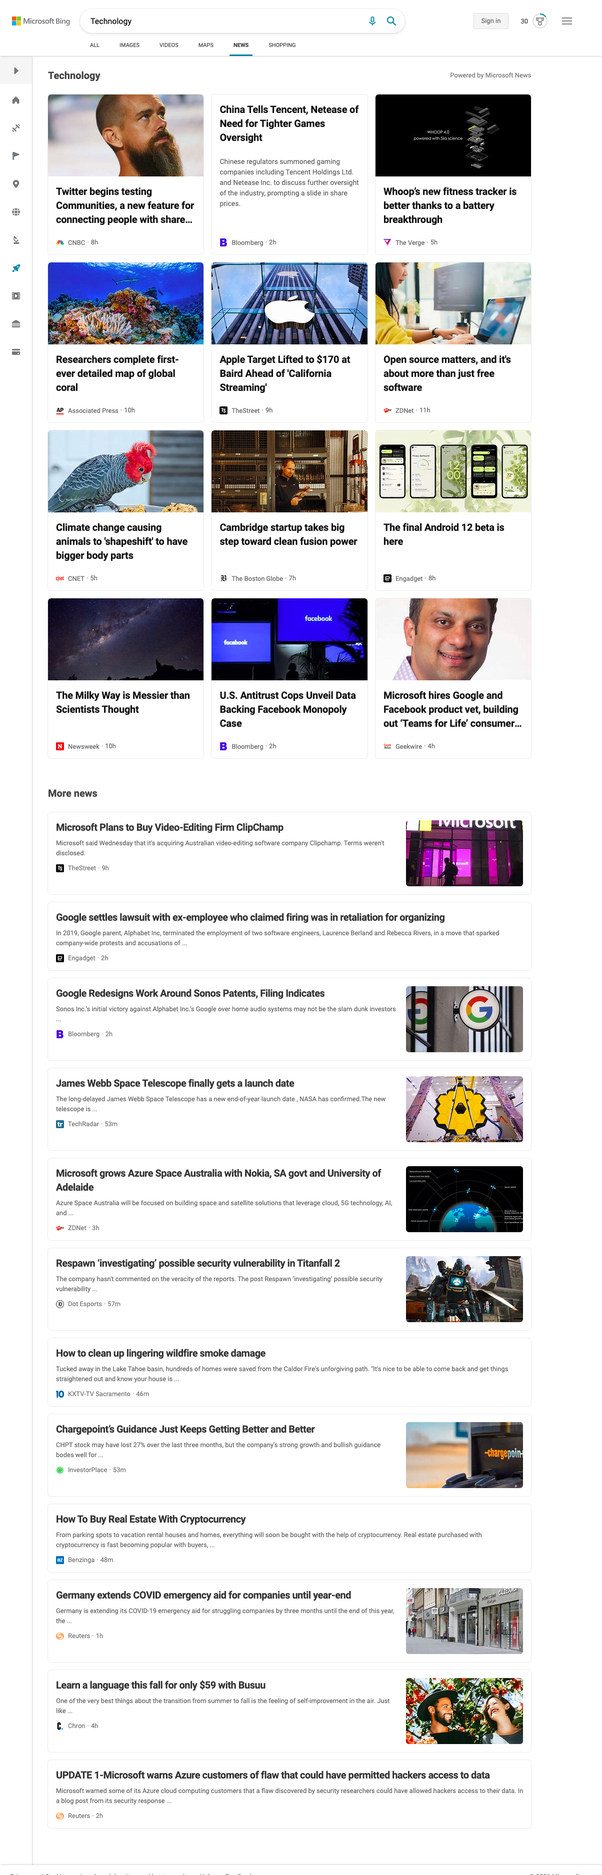 Microsoft Bing
Technology
Sign in
30
ALL IMAGES VIDEOS MAPS NEWS SHOPPING
Technology
Powered by Microsoft News
Twitter begins testing
Communities, a new feature for
connecting people with share...
CNBC · 8h
China Tells Tencent, Netease of
Need for Tighter Games
Oversight
Chinese regulators summoned gaming
companies including Tencent Holdings Ltd.
and Netease Inc. to discuss further oversight
of the industry, prompting a slide in share
prices.
Bloomberg · 2h
WHOOP 4.0
powered with Sila science
Whoop's new fitness tracker is
better thanks to a battery
breakthrough
The Verge · 5h
Researchers complete first-
ever detailed map of global
coral
AP Associated Press · 10h
Apple Target Lifted to $170 at
Baird Ahead of 'California
Streaming'
TheStreet · 9h
Open source matters, and it's
about more than just free
software
ZDNet · 11h
Climate change causing
animals to 'shapeshift' to have
bigger body parts
CNET · 5h
Cambridge startup takes big
step toward clean fusion power
The Boston Globe · 7h
The final Android 12 beta is
here
Engadget · 8h
The Milky Way is Messier than
Scientists Thought
Newsweek · 10h
facebook
facebook
U.S. Antitrust Cops Unveil Data
Backing Facebook Monopoly
Case
Bloomberg · 2h
Microsoft hires Google and
Facebook product vet, building
out 'Teams for Life' consumer...
Geekwire · 4h
More news
Microsoft Plans to Buy Video-Editing Firm ClipChamp
Microsoft said Wednesday that it's acquiring Australian video-editing software company Clipchamp. Terms weren't
disclosed.
TheStreet · 9h
Microsoft
Google settles lawsuit with ex-employee who claimed firing was in retaliation for organizing
In 2019, Google parent, Alphabet Inc, terminated the employment of two software engineers, Laurence Berland and Rebecca Rivers, in a move that sparked
company-wide protests and accusations of ...
Engadget · 2h
Google Redesigns Work Around Sonos Patents, Filing Indicates
Sonos Inc.'s initial victory against Alphabet Inc.'s Google over home audio systems may not be the slam dunk investors
...
Bloomberg · 2h
G
James Webb Space Telescope finally gets a launch date
The long-delayed James Webb Space Telescope has a new end-of-year launch date , NASA has confirmed.The new
telescope is ...
tr TechRadar · 53m
Microsoft grows Azure Space Australia with Nokia, SA govt and University of
Adelaide
Azure Space Australia will be focused on building space and satellite solutions that leverage cloud, 5G technology, AI,
and ...
ZDNet · 3h
Respawn 'investigating' possible security vulnerability in Titanfall 2
The company hasn't commented on the veracity of the reports. The post Respawn 'investigating' possible security
vulnerability ...
Dot Esports · 57m
How to clean up lingering wildfire smoke damage
Tucked away in the Lake Tahoe basin, hundreds of homes were saved from the Caldor Fire's unforgiving path. "It's nice to be able to come back and get things
straightened out and know your house is ...
10 KXTV-TV Sacramento · 46m
Chargepoint's Guidance Just Keeps Getting Better and Better
CHPT stock may have lost 27% over the last three months, but the company's strong growth and bullish guidance
bodes well for ...
InvestorPlace · 53m
-chargepoin
How To Buy Real Estate With Cryptocurrency
From parking spots to vacation rental houses and homes, everything will soon be bought with the help of cryptocurrency. Real estate purchased with
cryptocurrency is fast becoming popular with buyers, ...
Benzinga · 48m
Germany extends COVID emergency aid for companies until year-end
Germany is extending its COVID-19 emergency aid for struggling companies by three months until the end of this year,
the ...
Reuters · 1h
Learn a language this fall for only $59 with Busuu
One of the very best things about the transition from summer to fall is the feeling of self-improvement in the air. Just
like ...
Chron · 4h
UPDATE 1-Microsoft warns Azure customers of flaw that could have permitted hackers access to data
Microsoft warned some of its Azure cloud computing customers that a flaw discovered by security researchers could have allowed hackers access to their data. In
a blog post from its security response ...
Reuters · 2h